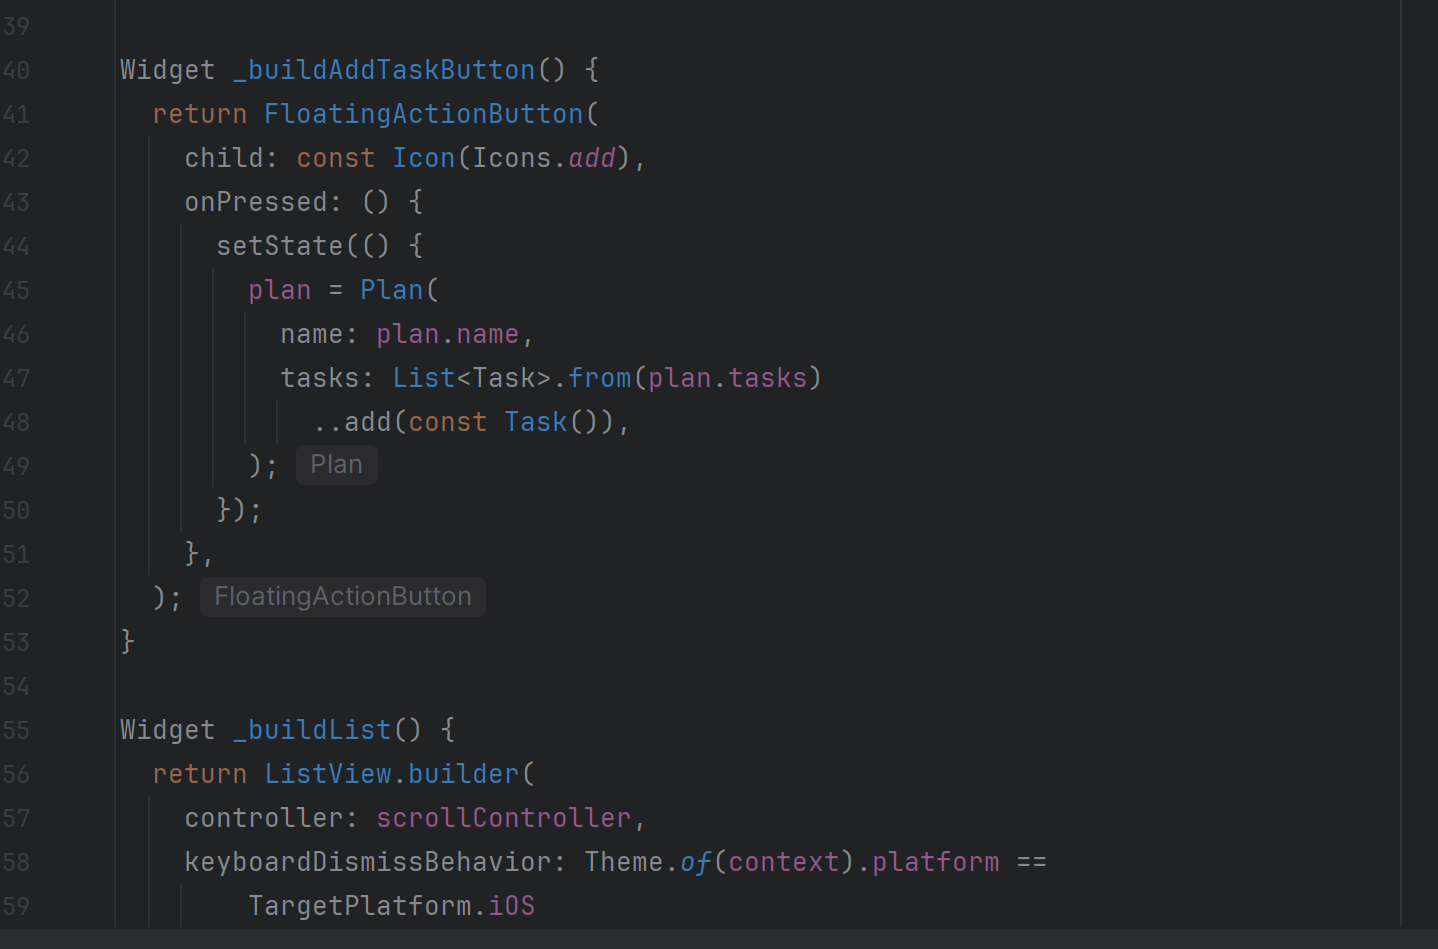 39
40 Widget _buildAddTaskButton() {
41 return FloatingActionButton(
42 child: const Icon(Icons.add),
43 onPressed: () {
44 setState(() {
45 plan = Plan(
46 name: plan.name,
47 tasks: List<Task>.from(plan.tasks)
48 ..add(const Task()),
49 ); Plan
50 });
51 },
52 ); FloatingActionButton
53 }
54
55 Widget _buildList() {
56 return ListView.builder(
57 controller: scrollController,
58 keyboardDismissBehavior: Theme.of(context).platform ==
59 TargetPlatform.iOS